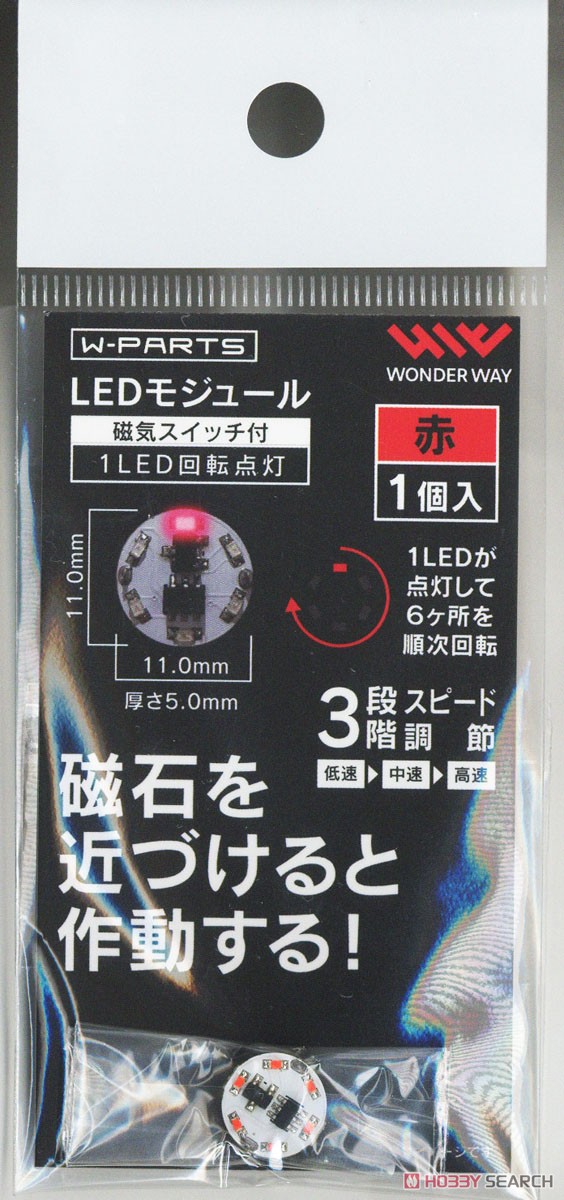 W-PARTS
WONDER WAY
LEDモジュール
磁気スイッチ付
1LED回転点灯
赤
1個入
11.0mm
11.0mm
厚さ5.0mm
1LEDが
点灯して
6ヶ所を
順次回転
3段階スピード調節
低速▶中速▶高速
磁石を
近づけると
作動する!
ージです
HOBBY SEARCH